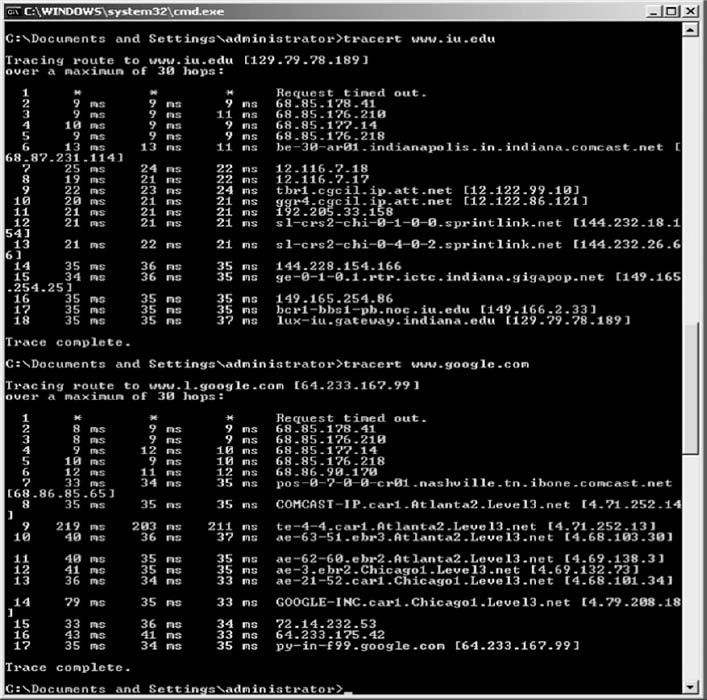 C:\WINDOWS\system32\cmd.exe
C:\Documents and Settings\administrator>tracert www.iu.edu
Tracing route to www.iu.edu [129.79.78.189]
over a maximum of 30 hops:
1 * * * Request timed out.
2 9 ms 9 ms 9 ms 68.85.178.41
3 9 ms 9 ms 11 ms 68.85.176.210
4 10 ms 9 ms 9 ms 68.85.177.14
5 9 ms 9 ms 9 ms 68.85.176.218
6 13 ms 13 ms 11 ms be-30-ar01.indianapolis.in.indiana.comcast.net [
68.87.231.114]
7 25 ms 24 ms 22 ms 12.116.7.18
8 19 ms 21 ms 22 ms 12.116.7.17
9 22 ms 23 ms 24 ms tbr1.cgcil.ip.att.net [12.122.99.10]
10 20 ms 21 ms 21 ms ggr4.cgcil.ip.att.net [12.122.86.121]
11 21 ms 21 ms 21 ms 192.205.33.158
12 21 ms 21 ms 21 ms sl-crs2-chi-0-1-0-0.sprintlink.net [144.232.18.1
54]
13 21 ms 22 ms 21 ms sl-crs2-chi-0-4-0-2.sprintlink.net [144.232.26.6
6]
14 35 ms 36 ms 35 ms 144.228.154.166
15 34 ms 36 ms 35 ms ge-0-1-0.1.rtr.ictc.indiana.gigapop.net [149.165
.254.25]
16 35 ms 35 ms 35 ms 149.165.254.86
17 35 ms 35 ms 35 ms bcr1-bbs1-pb.noc.iu.edu [149.166.2.33]
18 35 ms 35 ms 37 ms lux-iu.gateway.indiana.edu [129.79.78.189]
Trace complete.
C:\Documents and Settings\administrator>tracert www.google.com
Tracing route to www.l.google.com [64.233.167.99]
over a maximum of 30 hops:
1 * * * Request timed out.
2 8 ms 9 ms 9 ms 68.85.178.41
3 8 ms 9 ms 9 ms 68.85.176.210
4 9 ms 12 ms 10 ms 68.85.177.14
5 10 ms 9 ms 10 ms 68.85.176.218
6 12 ms 11 ms 12 ms 68.86.90.170
7 33 ms 34 ms 35 ms pos-0-7-0-0-cr01.nashville.tn.ibone.comcast.net
[68.86.85.65]
8 35 ms 35 ms 35 ms COMCAST-IP.car1.Atlanta2.Level3.net [4.71.252.14
]
9 219 ms 203 ms 211 ms te-4-4.car1.Atlanta2.Level3.net [4.71.252.13]
10 40 ms 36 ms 37 ms ae-63-51.ebr3.Atlanta2.Level3.net [4.68.103.30]
11 40 ms 35 ms 35 ms ae-62-60.ebr2.Atlanta2.Level3.net [4.69.138.3]
12 41 ms 35 ms 35 ms ae-3.ebr2.Chicago1.Level3.net [4.69.132.73]
13 36 ms 34 ms 33 ms ae-21-52.car1.Chicago1.Level3.net [4.68.101.34]
14 79 ms 35 ms 33 ms GOOGLE-INC.car1.Chicago1.Level3.net [4.79.208.18
]
15 33 ms 36 ms 34 ms 72.14.232.53
16 43 ms 41 ms 33 ms 64.233.175.42
17 35 ms 34 ms 35 ms py-in-f99.google.com [64.233.167.99]
Trace complete.
C:\Documents and Settings\administrator>_